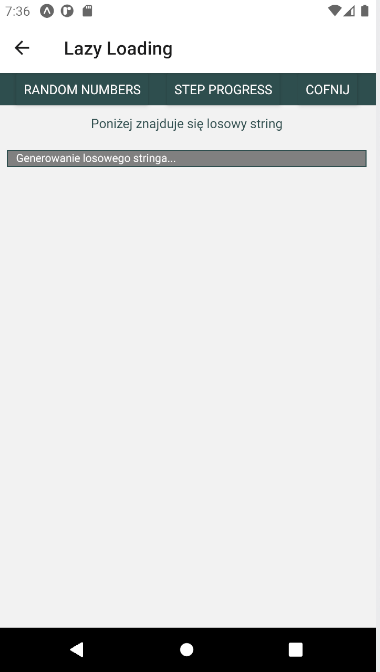 7:36
Lazy Loading
RANDOM NUMBERS STEP PROGRESS COFNIJ
Poniżej znajduje się losowy string
Generowanie losowego stringa...